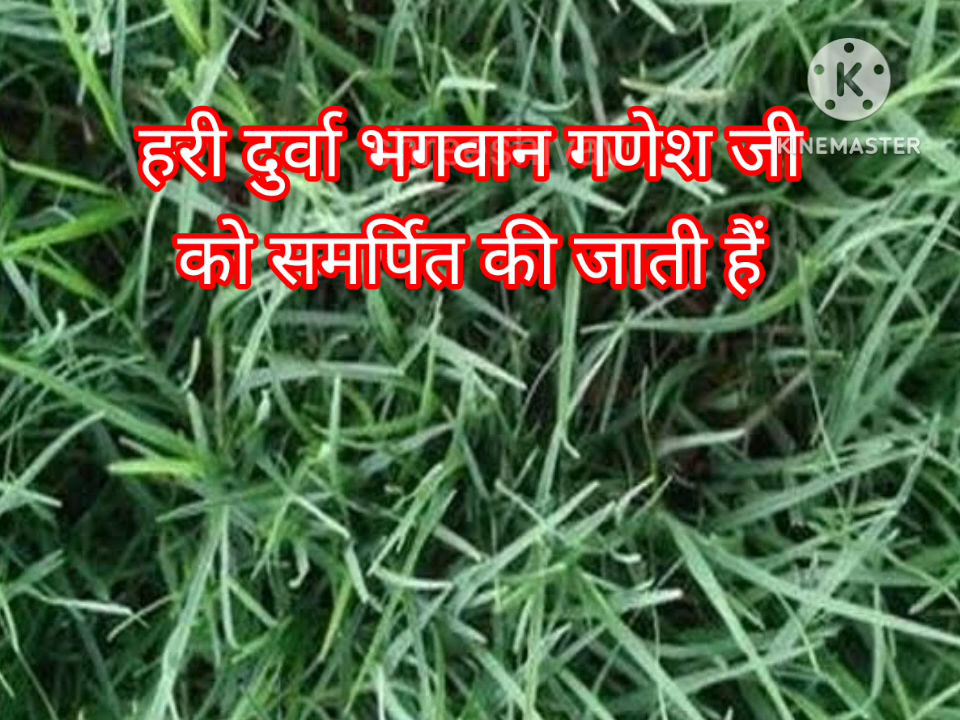 हरी दुर्वा भगवान गणेश जी
को समर्पित की जाती हैं
K
KINEMASTER